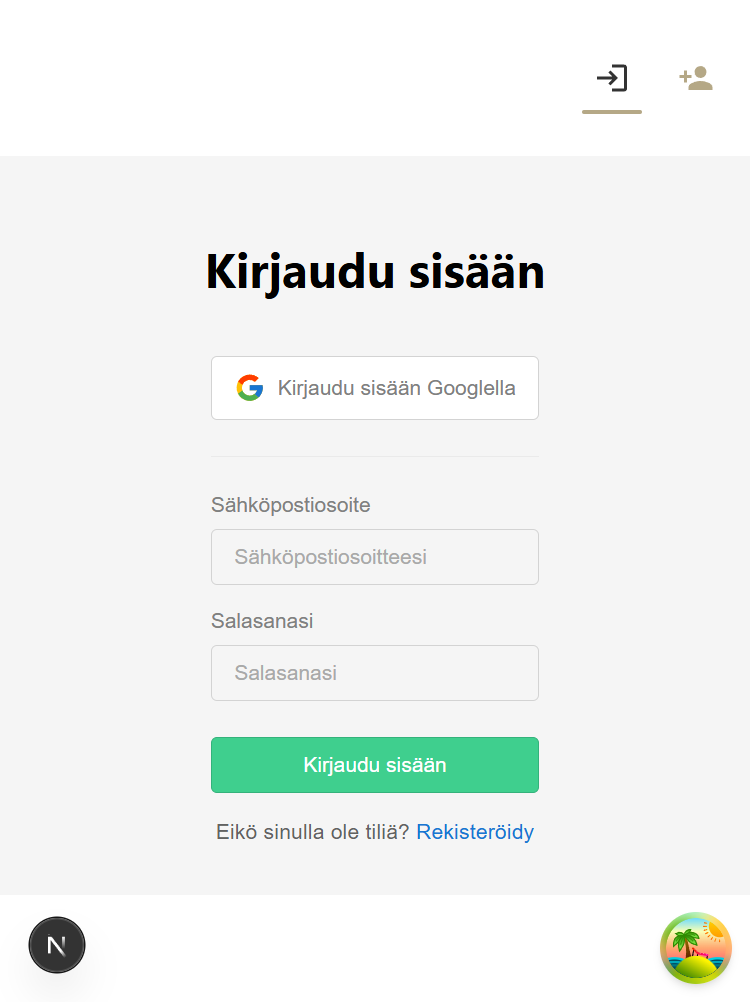 Kirjaudu sisään
Kirjaudu sisään Googlella
Sähköpostiosoite
Sähköpostiosoitteesi
Salasanasi
Salasanasi
Kirjaudu sisään
Eikö sinulla ole tiliä? Rekisteröidy
N